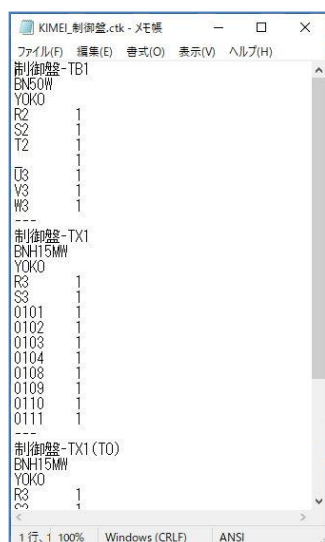 KIMEI_制御盤.ctk - メモ帳
ファイル(F) 編集(E) 書式(O) 表示(V) ヘルプ(H)
制御盤-TB1
BN50W
YOKO
R2 1
S2 1
T2 1
_ 1
U3 1
V3 1
W3 1
---
制御盤-TX1
BNH15MW
YOKO
R3 1
S3 1
0101 1
0102 1
0103 1
0104 1
0108 1
0109 1
0110 1
0111 1
---
制御盤-TX1(TO)
BNH15MW
YOKO
R3 1
S3 1
1 行、1 100% Windows (CRLF) ANSI